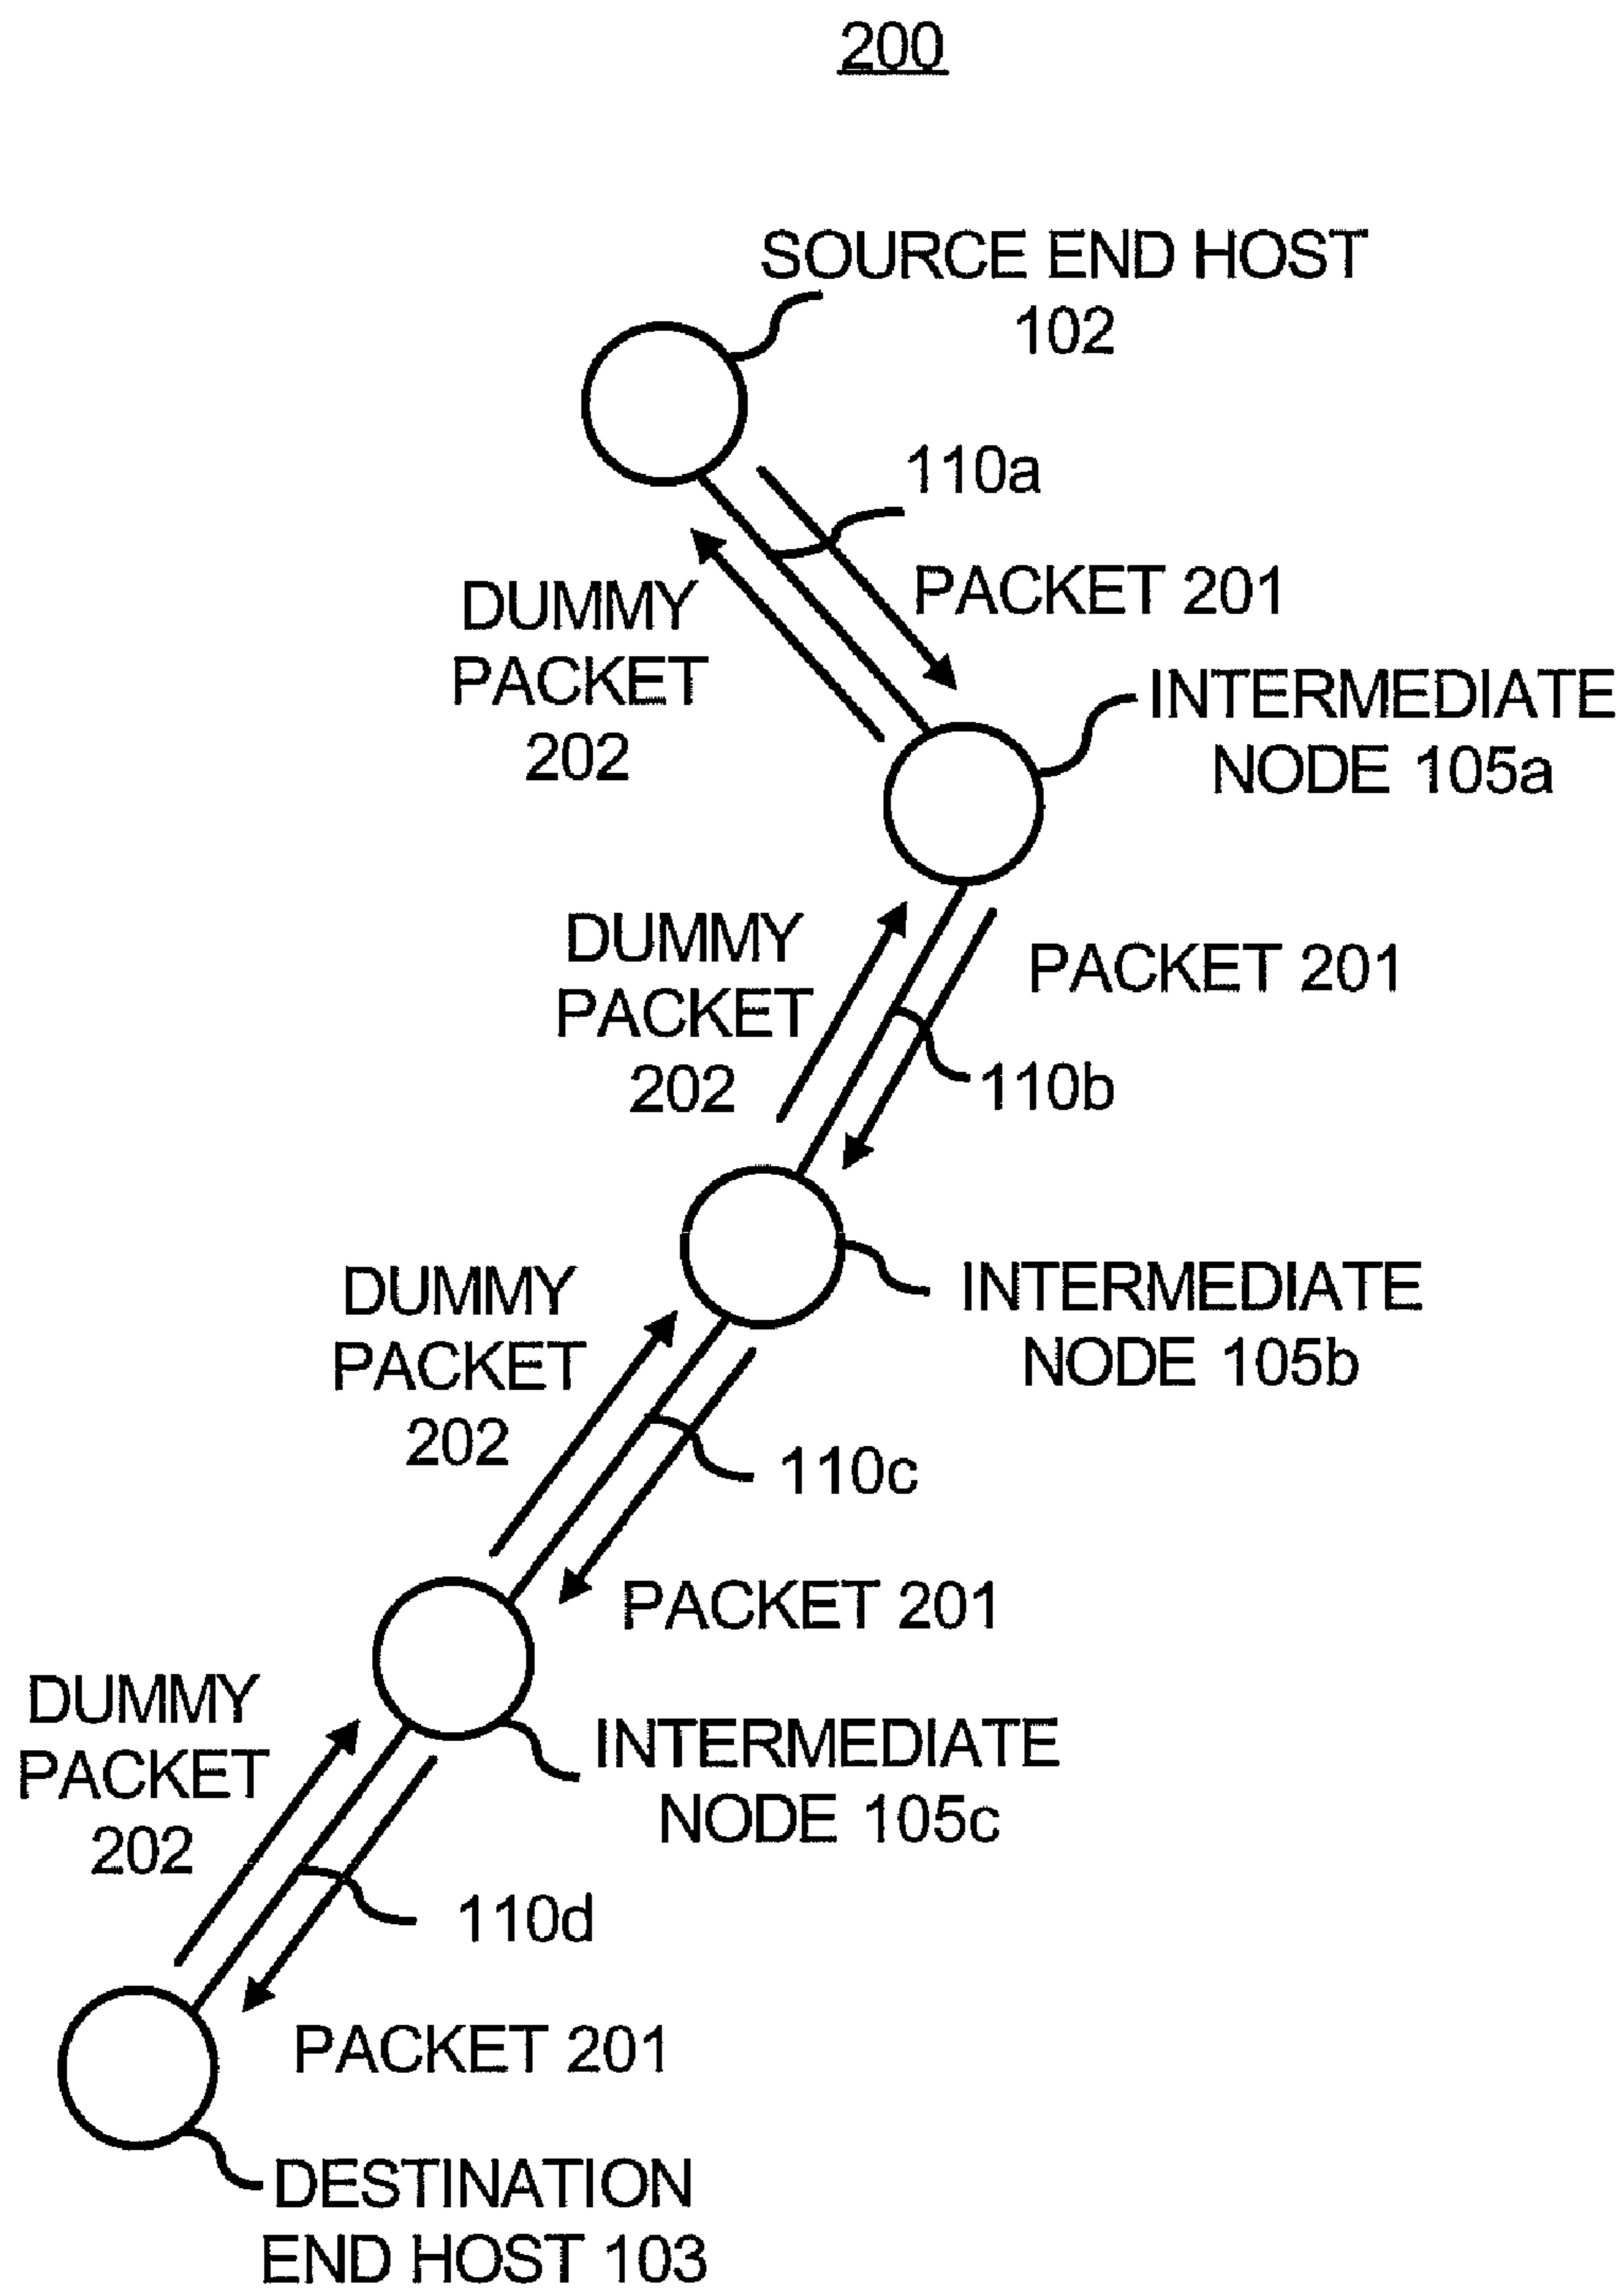 200
SOURCE END HOST
102
110a
PACKET 201
DUMMY
PACKET
202
INTERMEDIATE
NODE 105a
DUMMY
PACKET
202
PACKET 201
110b
INTERMEDIATE
NODE 105b
DUMMY
PACKET
202
110c
PACKET 201
INTERMEDIATE
NODE 105c
DUMMY
PACKET
202
110d
PACKET 201
DESTINATION
END HOST 103